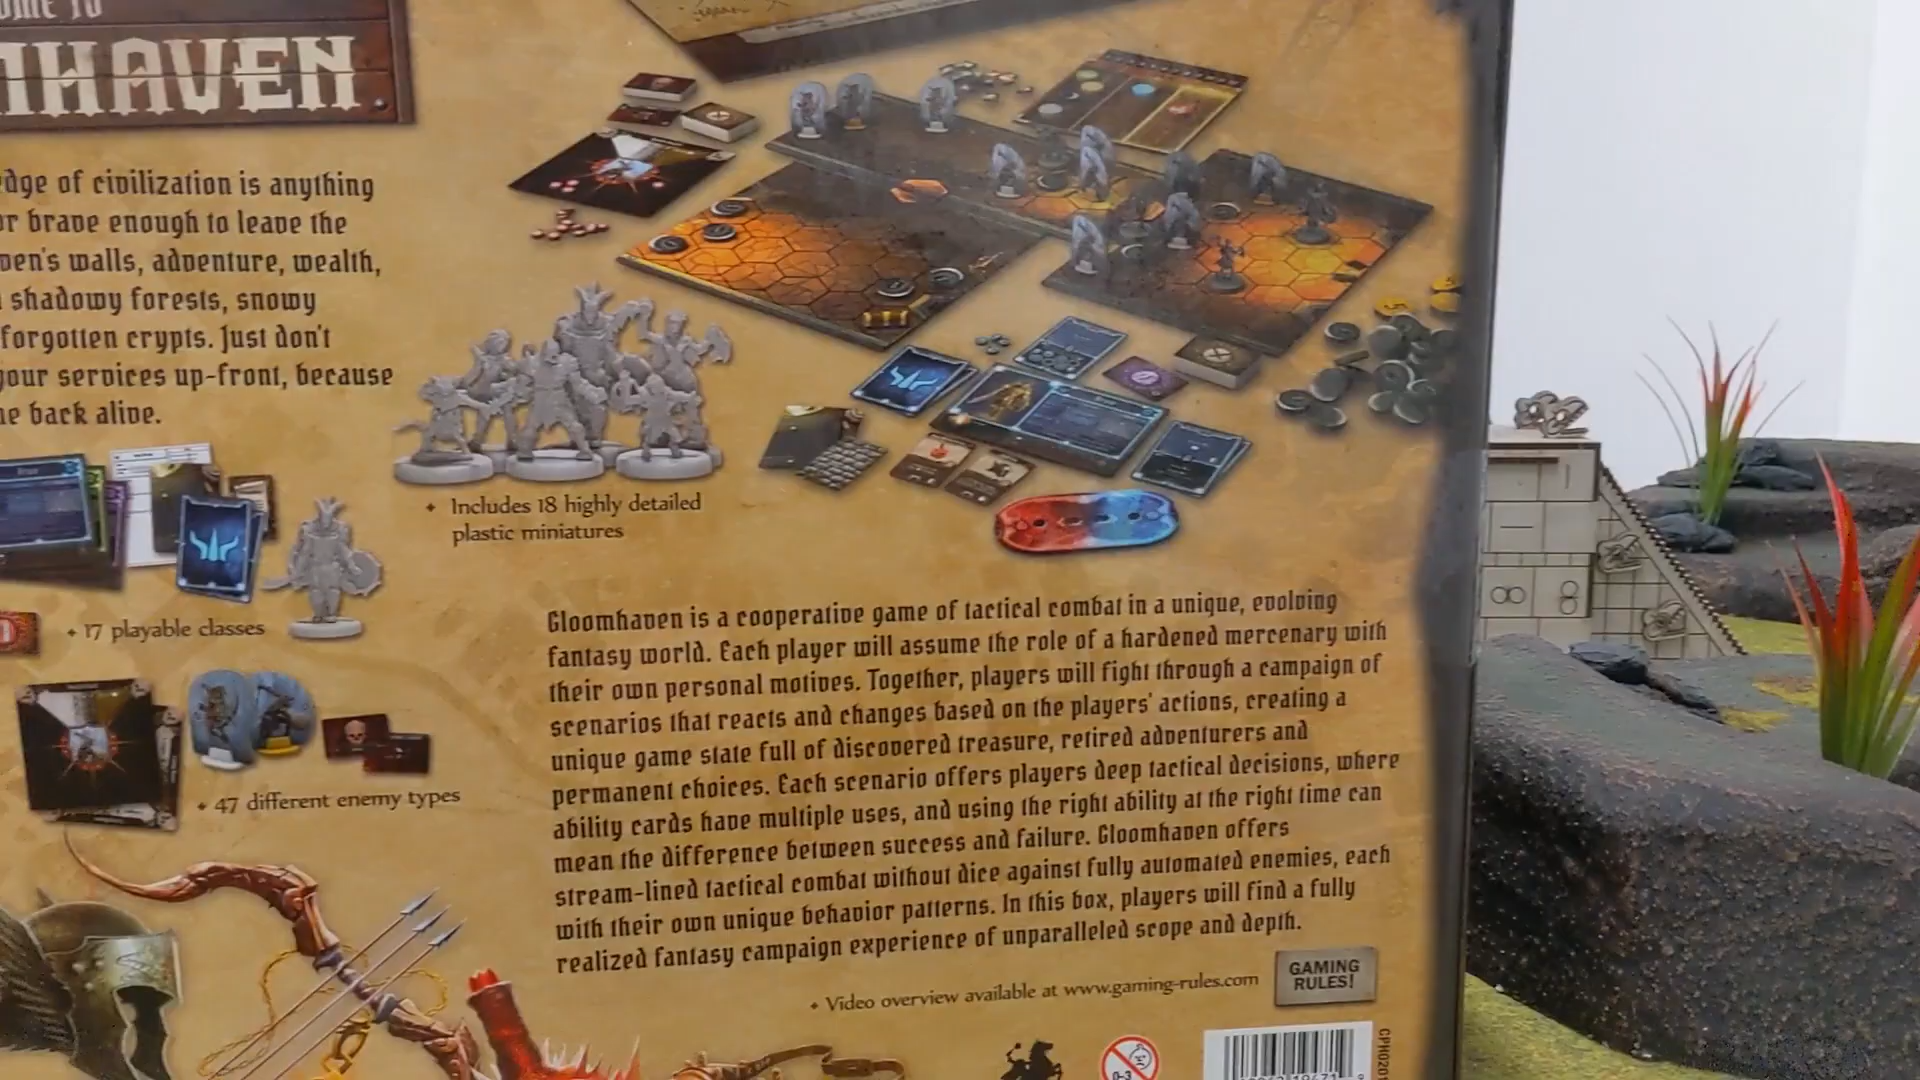 HAVEN
edge of civilization is anything
or brave enough to leave the
ven's walls, adventure, wealth,
shadowy forests, snowy
forgotten crypts. Just don't
your services up-front, because
back alive.
+ Includes 18 highly detailed
plastic miniatures
+ 17 playable classes
+ 47 different enemy types
Gloomhaven is a cooperative game of tactical combat in a unique, evolving
fantasy world. Each player will assume the role of a hardened mercenary with
their own personal motives. Together, players will fight through a campaign of
scenarios that reacts and changes based on the players' actions, creating a
unique game state full of discovered treasure, retired adventurers and
permanent choices. Each scenario offers players deep tactical decisions, where
ability cards have multiple uses, and using the right ability at the right time can
mean the difference between success and failure. Gloomhaven offers
stream-lined tactical combat without dice against fully automated enemies, each
with their own unique behavior patterns. In this box, players will find a fully
realized fantasy campaign experience of unparalleled scope and depth.
+ Video overview available at www.gaming-rules.com
GAMING
RULES!
0-3
CPH0201